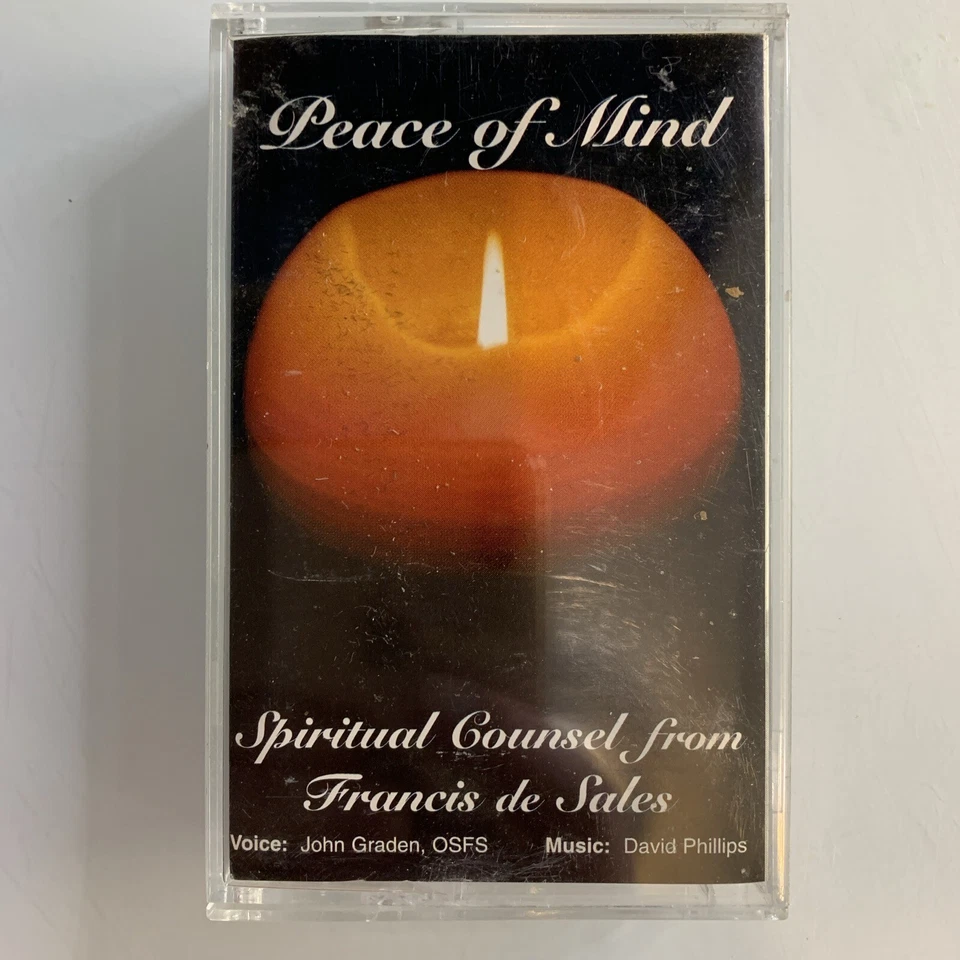 Peace of Mind
Spiritual Counsel from
Francis de Sales
Voice: John Graden, OSFS Music: David Phillips